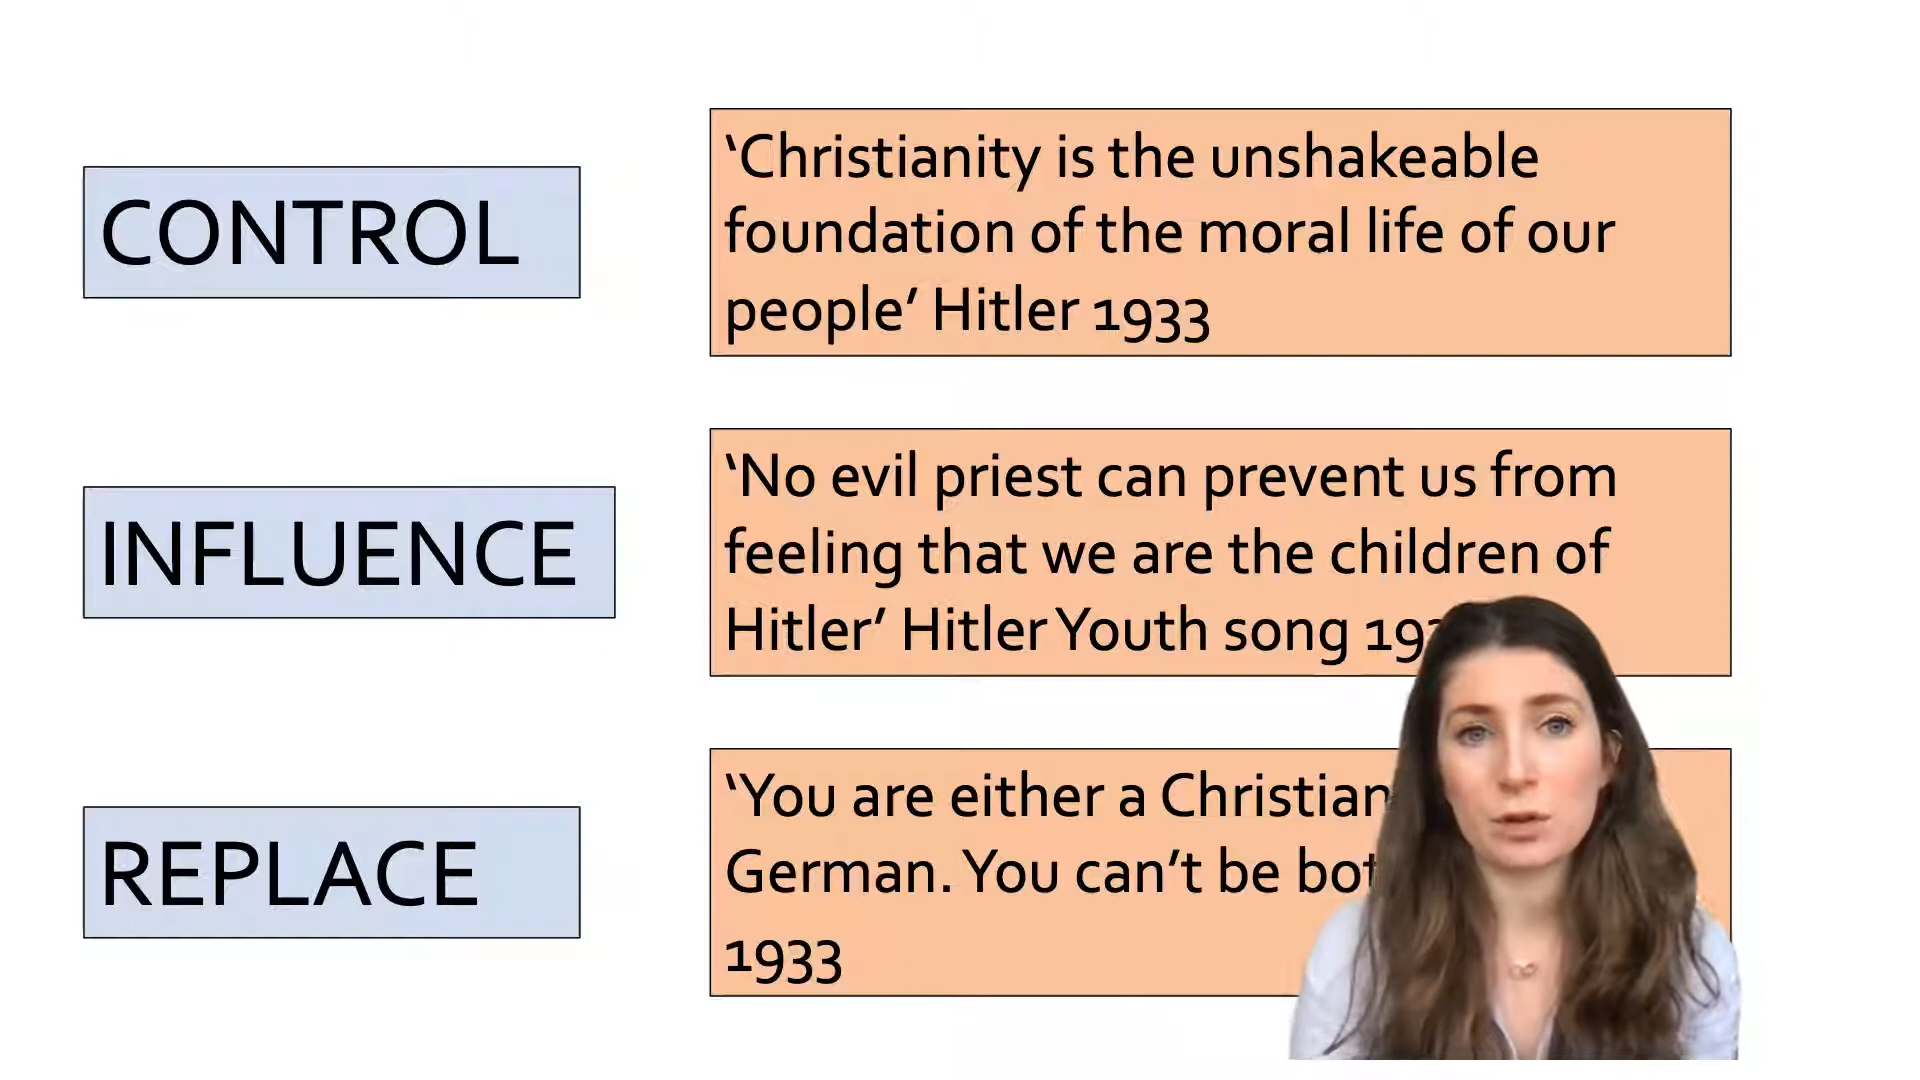 CONTROL
‘Christianity is the unshakeable
foundation of the moral life of our
people’ Hitler 1933
INFLUENCE
‘No evil priest can prevent us from
feeling that we are the children of
Hitler’ Hitler Youth song
REPLACE
‘You are either a Christian
German. You can’t be
1933